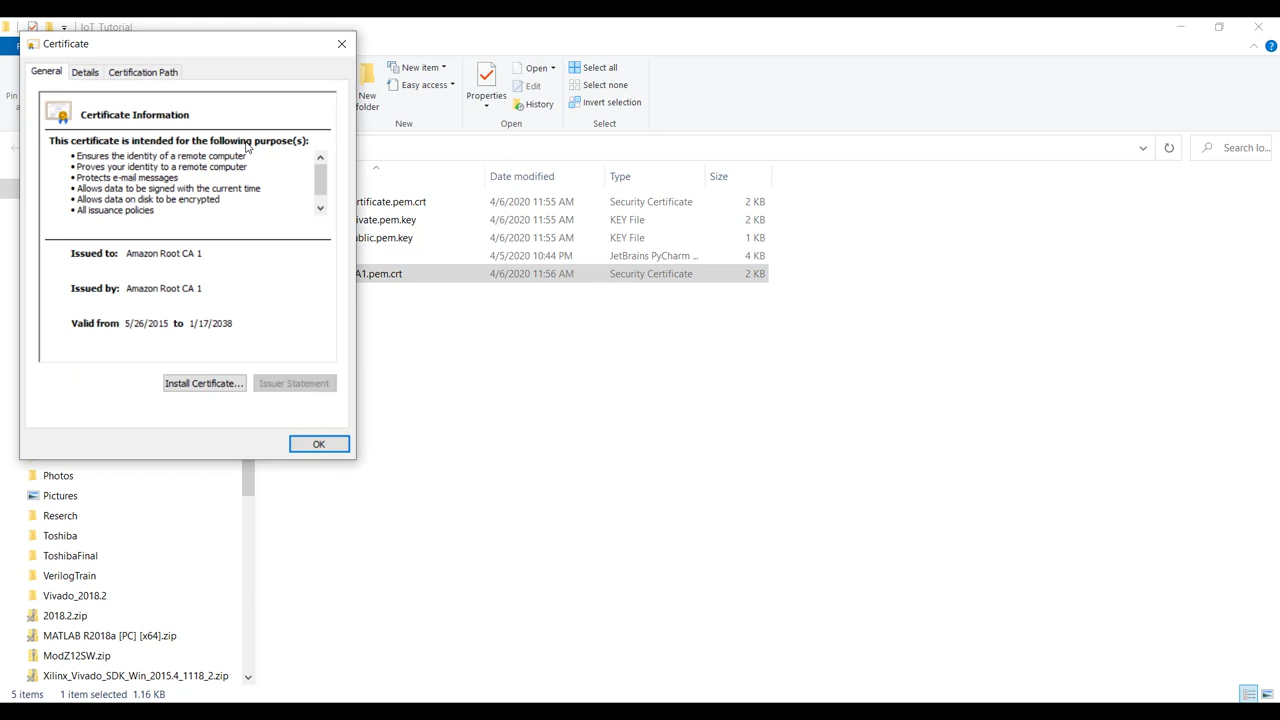 IoT Tutorial
Certificate
General
Details
Certification Path
Certificate Information
This certificate is intended for the following purpose(s):
• Ensures the identity of a remote computer
• Proves your identity to a remote computer
• Protects e-mail messages
• Allows data to be signed with the current time
• Allows data on disk to be encrypted
• All issuance policies
Issued to: Amazon Root CA 1
Issued by: Amazon Root CA 1
Valid from 5/26/2015 to 1/17/2038
Install Certificate...
Issuer Statement
OK
Pin
New
folder
New item
Easy access
New
Properties
Open
Edit
History
Open
Select all
Select none
Invert selection
Select
Search Io...
Date modified
Type
Size
rtificate.pem.crt 4/6/2020 11:55 AM Security Certificate 2 KB
ivate.pem.key 4/6/2020 11:55 AM KEY File 2 KB
blic.pem.key 4/6/2020 11:55 AM KEY File 1 KB
4/5/2020 10:44 PM JetBrains PyCharm ... 4 KB
A1.pem.crt 4/6/2020 11:56 AM Security Certificate 2 KB
Photos
Pictures
Reserch
Toshiba
ToshibaFinal
VerilogTrain
Vivado_2018.2
2018.2.zip
MATLAB R2018a [PC] [x64].zip
ModZ12SW.zip
Xilinx_Vivado_SDK_Win_2015.4_1118_2.zip
5 items
1 item selected 1.16 KB